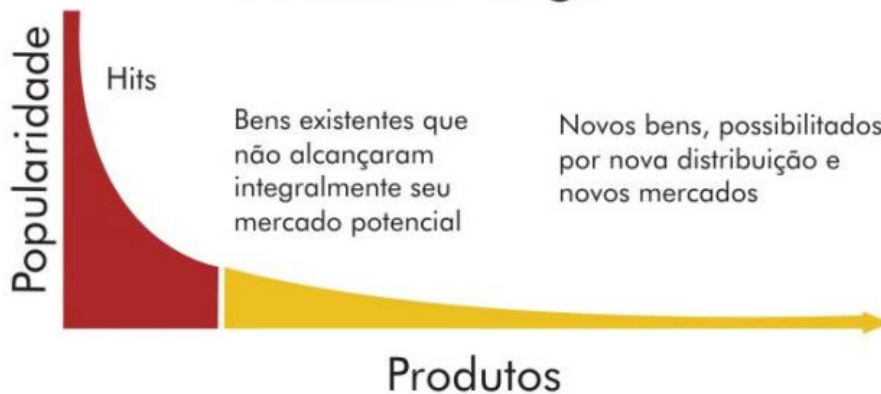 Popularidade
Hits
Bens existentes que
não alcançaram
integralmente seu
mercado potencial
Novos bens, possibilitados
por nova distribuição e
novos mercados
Produtos